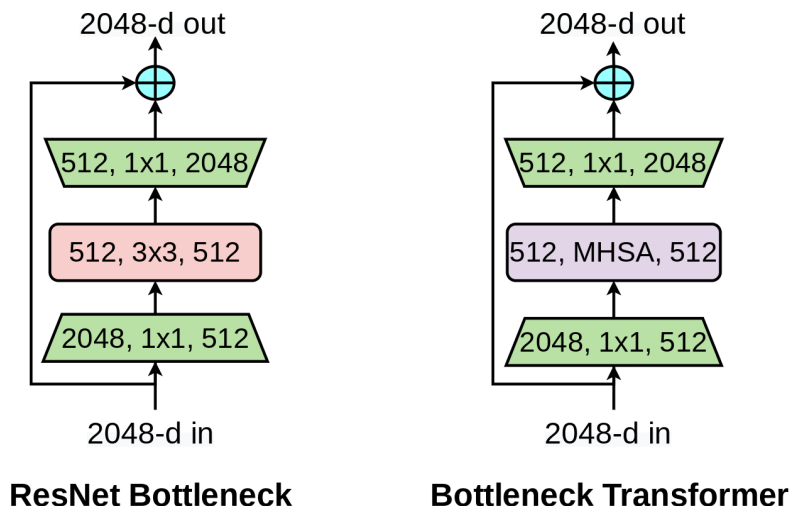 2048-d out
512, 1x1, 2048
512, 3x3, 512
2048, 1x1, 512
2048-d in
ResNet Bottleneck
2048-d out
512, 1x1, 2048
512, MHSA, 512
2048, 1x1, 512
2048-d in
Bottleneck Transformer